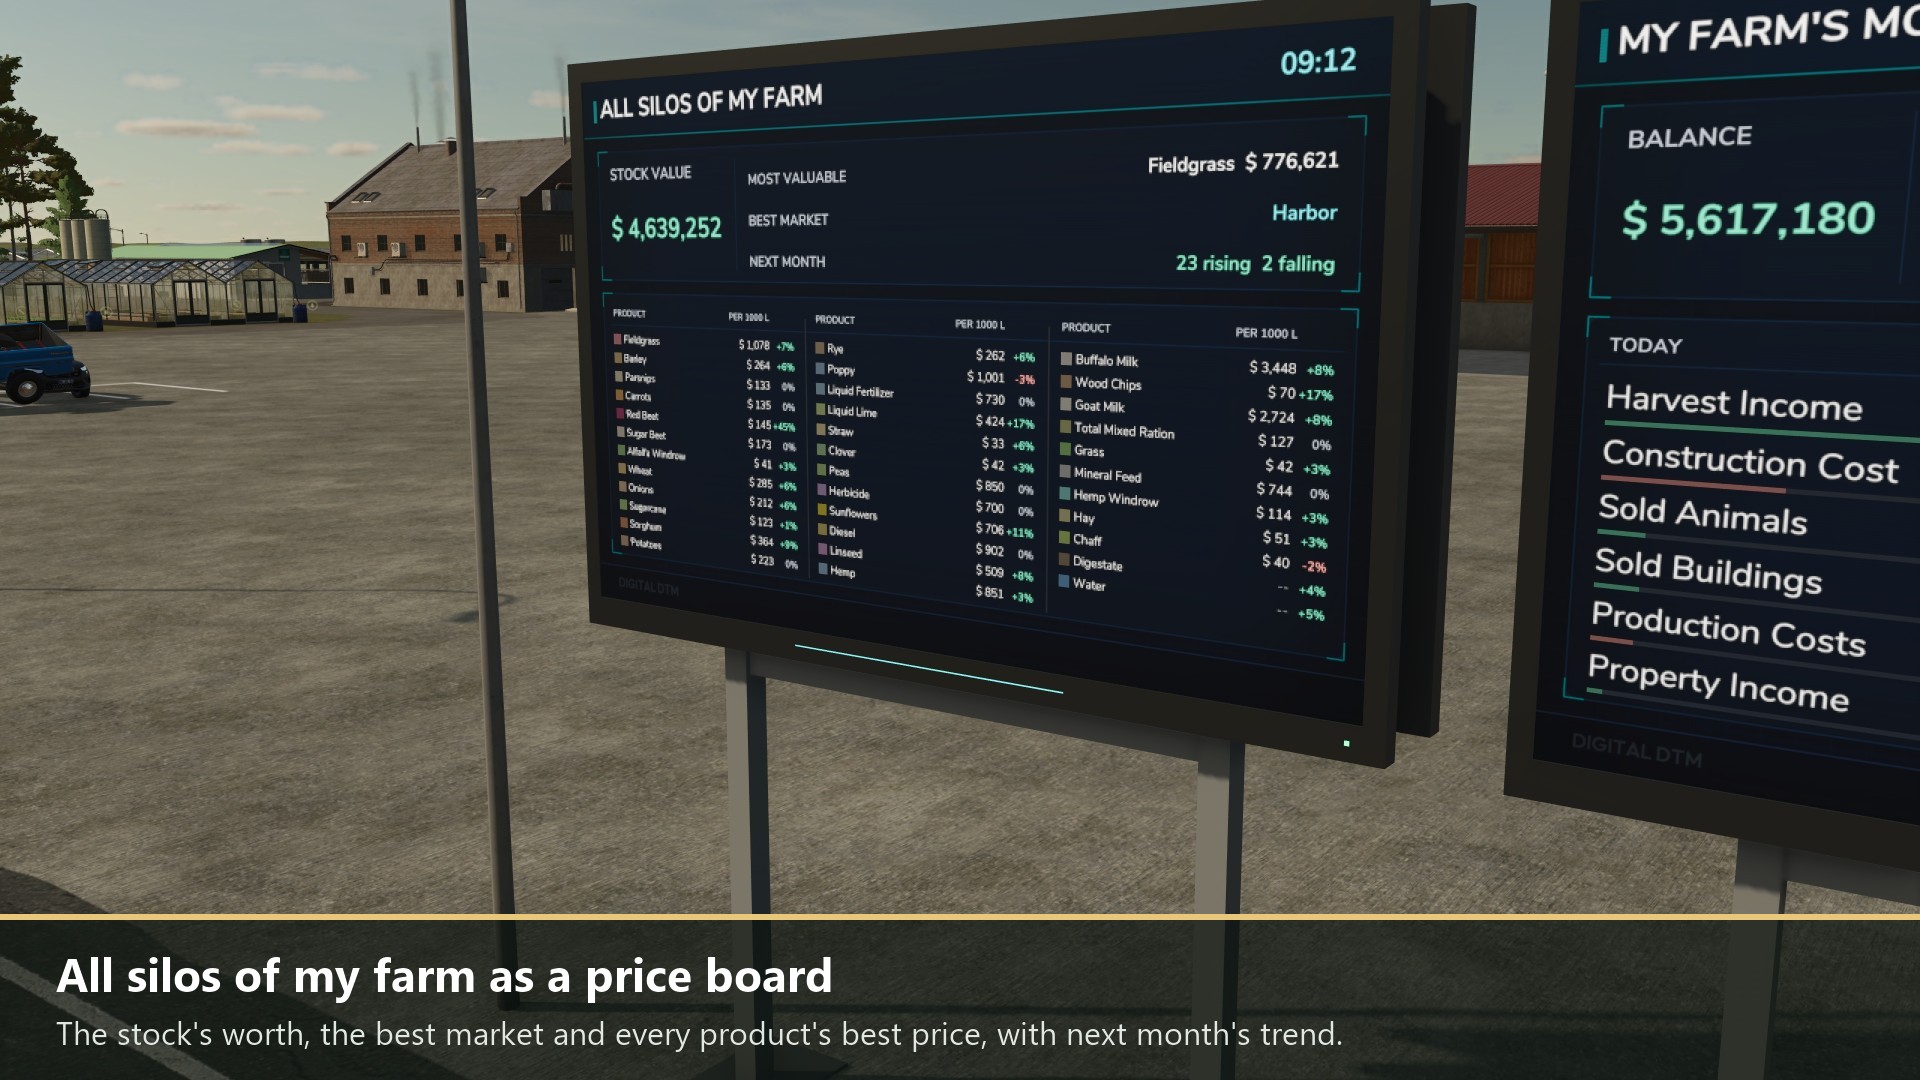 ALL SILOS OF MY FARM
09:12
STOCK VALUE
$ 4,639,252
MOST VALUABLE
Fieldgrass $ 776,621
BEST MARKET
Harbor
NEXT MONTH
23 rising 2 falling
PRODUCT PER 1000 L
Fieldgrass $ 1,078 +7%
Barley $ 264 +6%
Parsnips $ 133 0%
Carrots $ 135 0%
Red Beet $ 145 +45%
Sugar Beet $ 173 0%
Alfalfa Windrow $ 41 +3%
Wheat $ 285 +6%
Onions $ 212 +6%
Sugarcane $ 123 +1%
Sorghum $ 364 +9%
Potatoes $ 223 0%
PRODUCT PER 1000 L
Rye $ 262 +6%
Poppy $ 1,001 -3%
Liquid Fertilizer $ 730 0%
Liquid Lime $ 424 +17%
Straw $ 33 +6%
Clover $ 42 +3%
Peas $ 850 0%
Herbicide $ 700 0%
Sunflowers $ 706 +11%
Diesel $ 902 0%
Linseed $ 509 +8%
Hemp $ 851 +3%
PRODUCT PER 1000 L
Buffalo Milk $ 3,448 +8%
Wood Chips $ 70 +17%
Goat Milk $ 2,724 +8%
Total Mixed Ration $ 127 0%
Grass $ 42 +3%
Mineral Feed $ 744 0%
Hemp Windrow $ 114 +3%
Hay $ 51 +3%
Chaff $ 40 -2%
Digestate -- +4%
Water -- +5%
DIGITAL DTM
MY FARM'S MO
BALANCE
$ 5,617,180
TODAY
Harvest Income
Construction Cost
Sold Animals
Sold Buildings
Production Costs
Property Income
DIGITAL DTM
All silos of my farm as a price board
The stock's worth, the best market and every product's best price, with next month's trend.